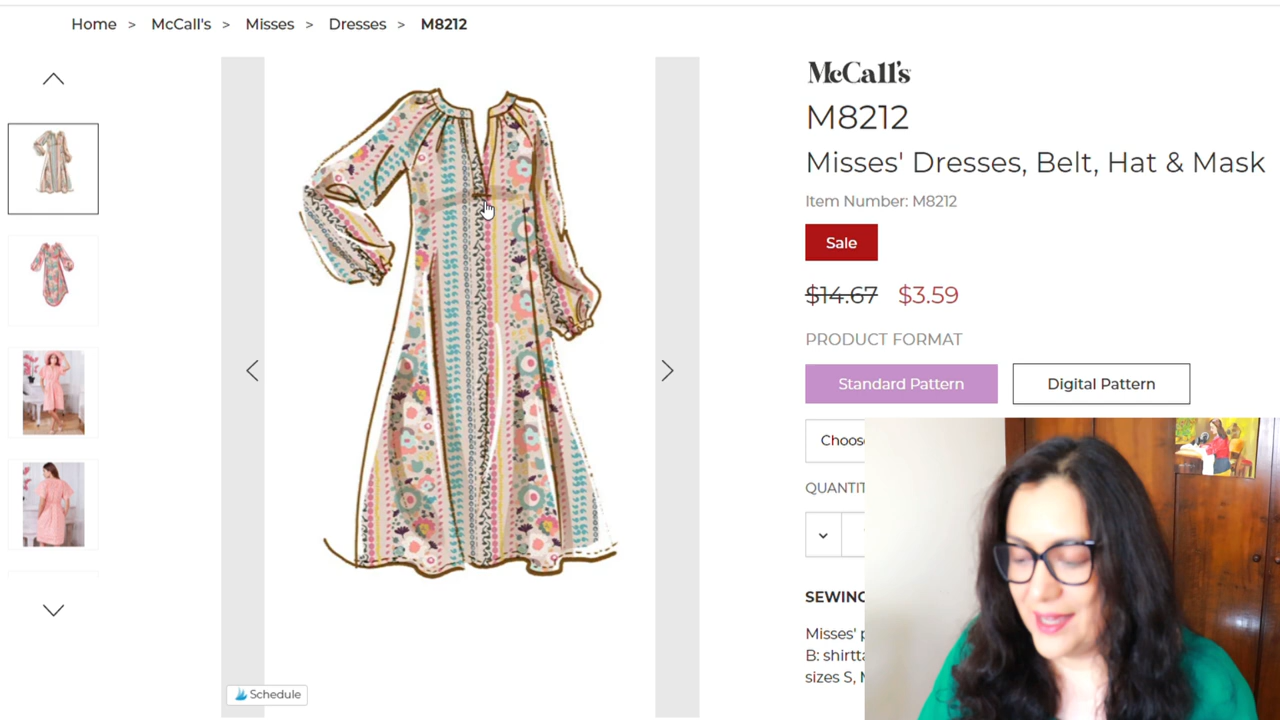 Home > McCall's > Misses > Dresses > M8212
McCall's
M8212
Misses' Dresses, Belt, Hat & Mask
Item Number: M8212
Sale
$14.67 $3.59
PRODUCT FORMAT
Standard Pattern
Digital Pattern
Choos
QUANTIT
SEWING
Misses' p
B: shirtta
sizes S, M
Schedule